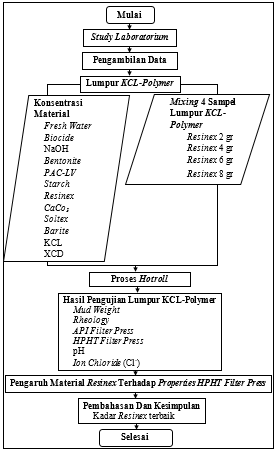 Mulai
Study Laboratorium
Pengambilan Data
Lumpur KCL-Polymer
Konsentrasi
Material
Fresh Water
Biocide
NaOH
Bentonite
PAC-LV
Starch
Resinex
CaCo3
Soltex
Barite
KCL
XCD
Mixing 4 Sampel
Lumpur KCL-
Polymer
Resinex 2 gr
Resinex 4 gr
Resinex 6 gr
Resinex 8 gr
Proses Hotroll
Hasil Pengujian Lumpur KCL-Polymer
Mud Weight
Rheology
API Filter Press
HPHT Filter Press
pH
Ion Chloride (Cl-)
Pengaruh Material Resinex Terhadap Properties HPHT Filter Press
Pembahasan Dan Kesimpulan
Kadar Resinex terbaik
Selesai